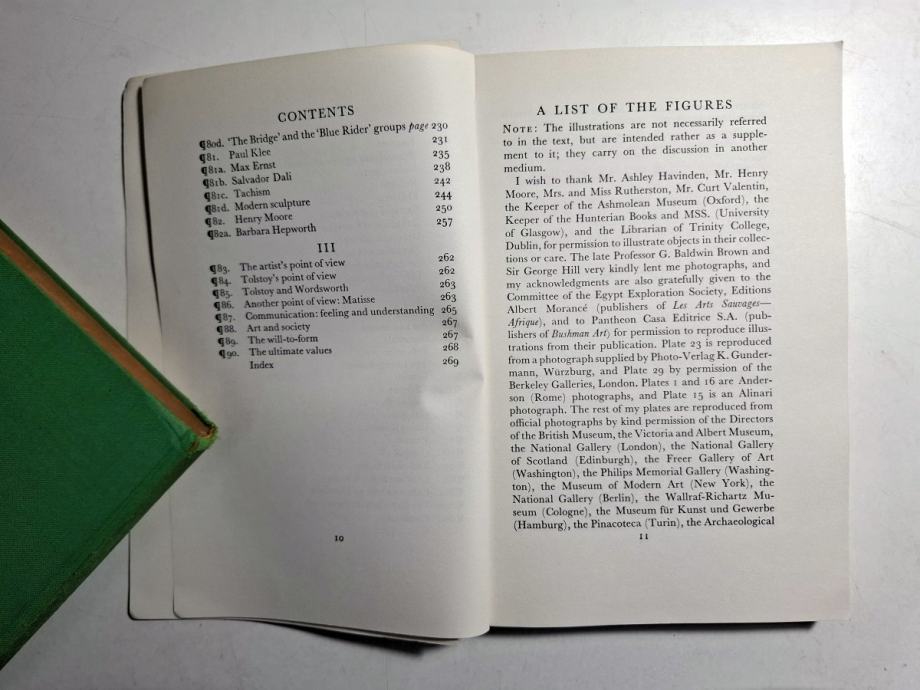 CONTENTS
¶80d. 'The Bridge' and the 'Blue Rider' groups page 230
¶81. Paul Klee 231
¶81a. Max Ernst 235
¶81b. Salvador Dali 238
¶81c. Tachism 242
¶81d. Modern sculpture 244
¶82. Henry Moore 250
¶82a. Barbara Hepworth 257
III
¶83. The artist's point of view 262
¶84. Tolstoy's point of view 262
¶85. Tolstoy and Wordsworth 263
¶86. Another point of view: Matisse 263
¶87. Communication: feeling and understanding 265
¶88. Art and society 267
¶89. The will-to-form 267
¶90. The ultimate values 268
Index 269
10
A LIST OF THE FIGURES
NOTE: The illustrations are not necessarily referred
to in the text, but are intended rather as a supple-
ment to it; they carry on the discussion in another
medium.
I wish to thank Mr. Ashley Havinden, Mr. Henry
Moore, Mrs. and Miss Rutherston, Mr. Curt Valentin,
the Keeper of the Ashmolean Museum (Oxford), the
Keeper of the Hunterian Books and MSS. (University
of Glasgow), and the Librarian of Trinity College,
Dublin, for permission to illustrate objects in their collec-
tions or care. The late Professor G. Baldwin Brown and
Sir George Hill very kindly lent me photographs, and
my acknowledgments are also gratefully given to the
Committee of the Egypt Exploration Society, Editions
Albert Morancé (publishers of Les Arts Sauvages—
Afrique), and to Pantheon Casa Editrice S.A. (pub-
lishers of Bushman Art) for permission to reproduce illus-
trations from their publication. Plate 23 is reproduced
from a photograph supplied by Photo-Verlag K. Gunder-
mann, Würzburg, and Plate 29 by permission of the
Berkeley Galleries, London. Plates 1 and 16 are Ander-
son (Rome) photographs, and Plate 15 is an Alinari
photograph. The rest of my plates are reproduced from
official photographs by kind permission of the Directors
of the British Museum, the Victoria and Albert Museum,
the National Gallery (London), the National Gallery
of Scotland (Edinburgh), the Freer Gallery of Art
(Washington), the Philips Memorial Gallery (Washing-
ton), the Museum of Modern Art (New York), the
National Gallery (Berlin), the Wallraf-Richartz Mu-
seum (Cologne), the Museum für Kunst und Gewerbe
(Hamburg), the Pinacoteca (Turin), the Archaeological
11